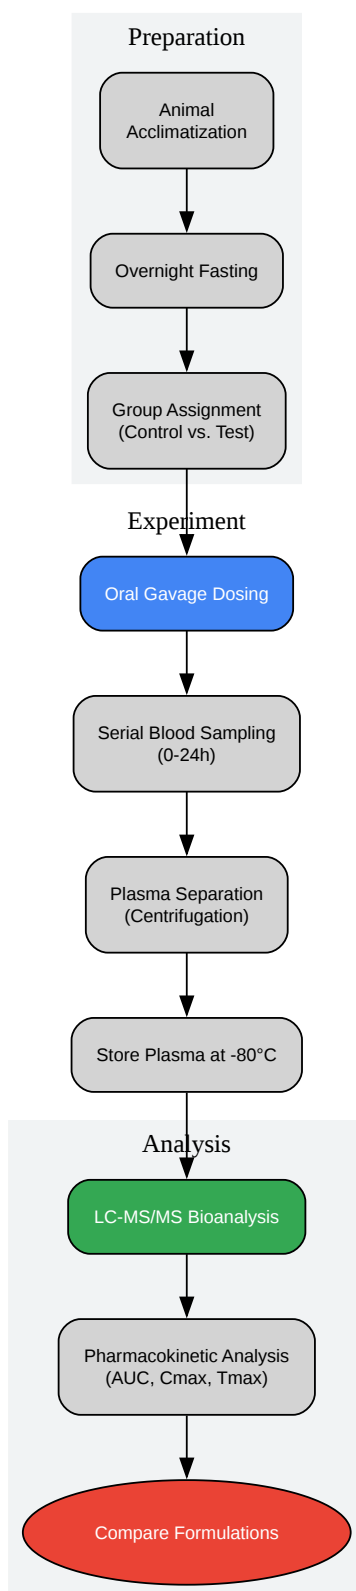 Preparation
Animal
Acclimatization
Overnight Fasting
Group Assignment
(Control vs. Test)
Experiment
Oral Gavage Dosing
Serial Blood Sampling
(0-24h)
Plasma Separation
(Centrifugation)
Store Plasma at -80°C
Analysis
LC-MS/MS Bioanalysis
Pharmacokinetic Analysis
(AUC, Cmax, Tmax)
Compare Formulations